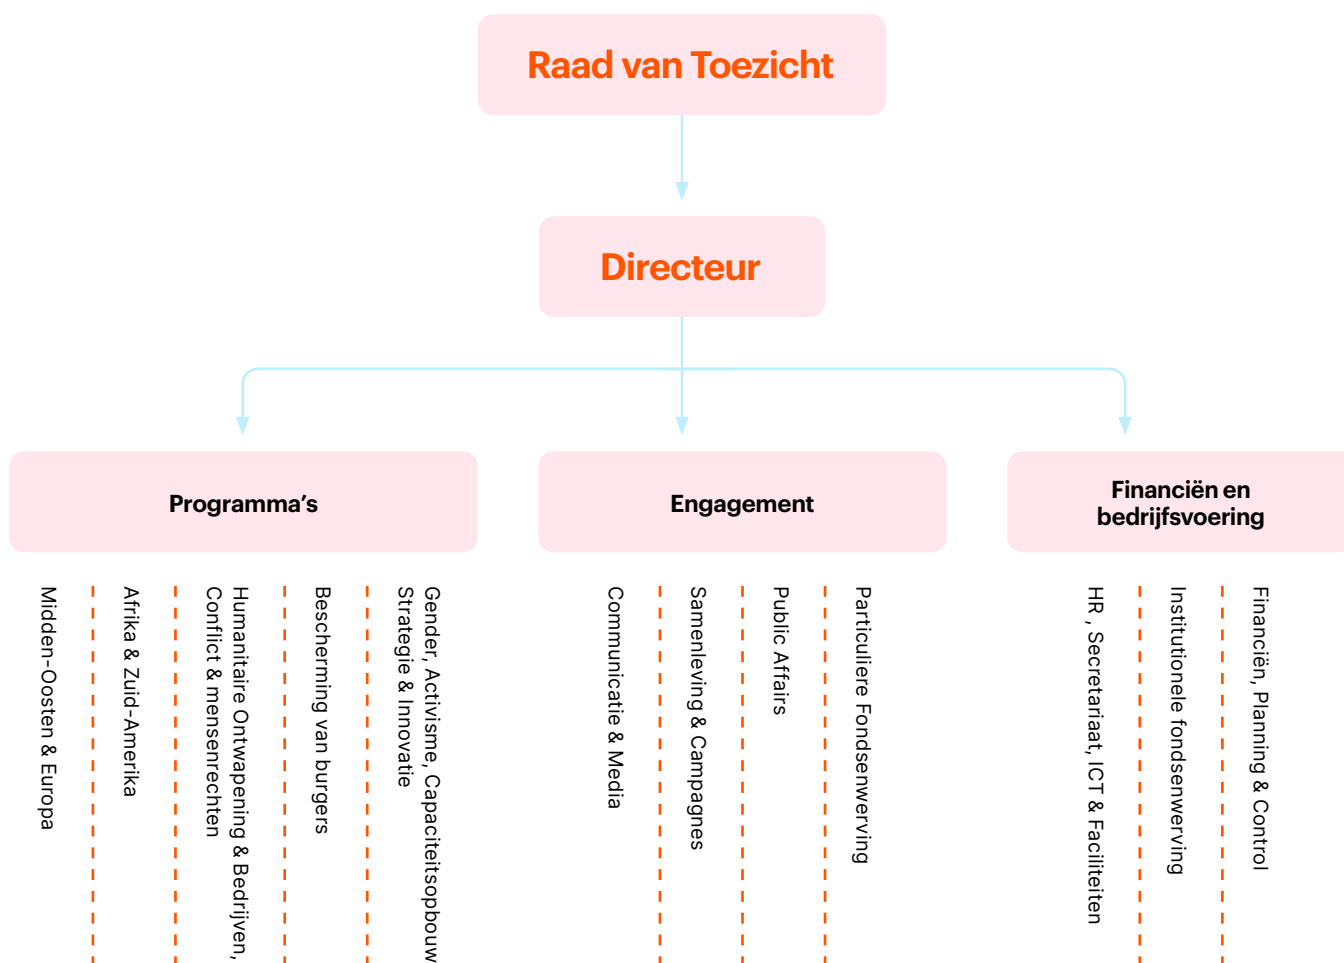 Raad van Toezicht
Directeur
Programma’s
Engagement
Financiën en
bedrijfsvoering
Midden-Oosten & Europa
Afrika & Zuid-Amerika
Humanitaire Ontwapening & Bedrijven,
Conflict & mensenrechten
Bescherming van burgers
Gender, Activisme, Capaciteitsopbouw
Strategie & Innovatie
Communicatie & Media
Samenleving & Campagnes
Public Affairs
Particuliere Fondsenwerving
HR , Secretariaat, ICT & Faciliteiten
Institutionele fondsenwerving
Financiën, Planning & Control